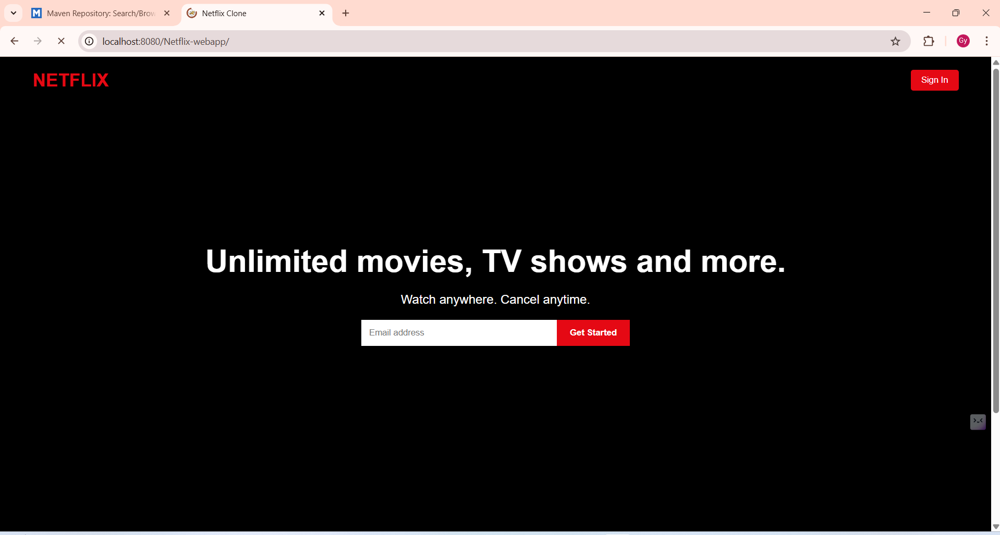 Maven Repository: Search/Brow
Netflix Clone
localhost:8080/Netflix-webapp/
Gy
NETFLIX
Sign In
Unlimited movies, TV shows and more.
Watch anywhere. Cancel anytime.
Email address
Get Started